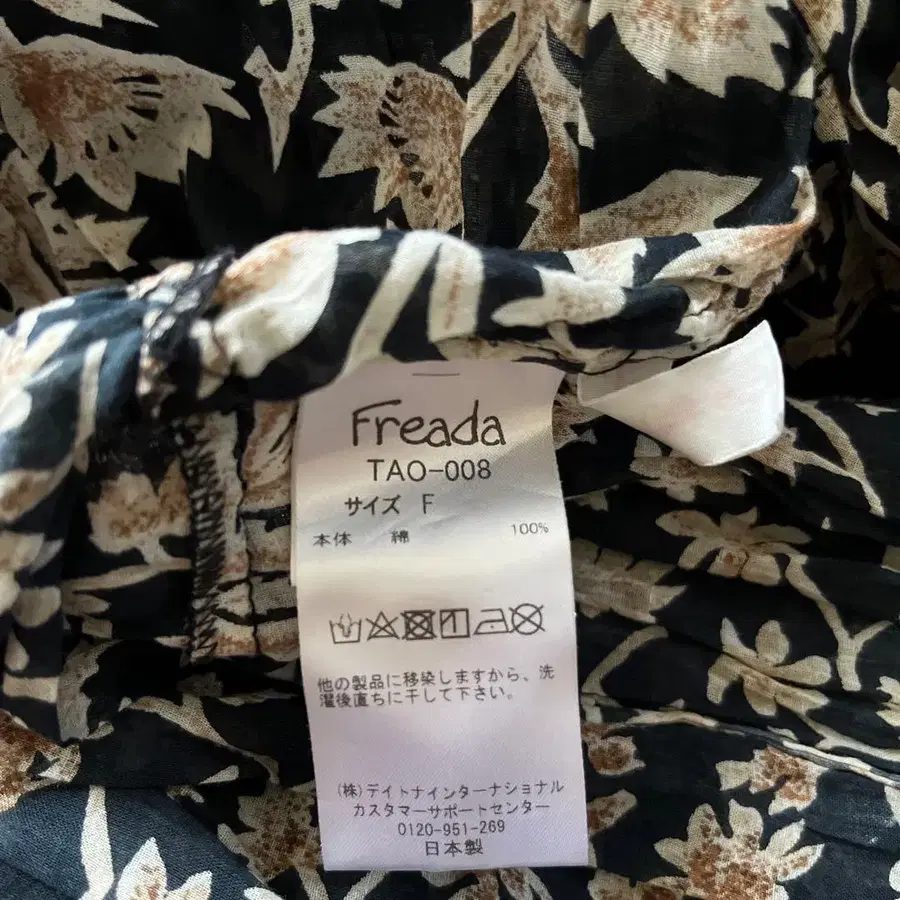 Freada
TAO-008
サイズ F
本体 綿 100%
他の製品に移染しますから、洗
濯後直ちに干して下さい。
(株)デイトナインターナショナル
カスタマーサポートセンター
0120-951-269
日本製